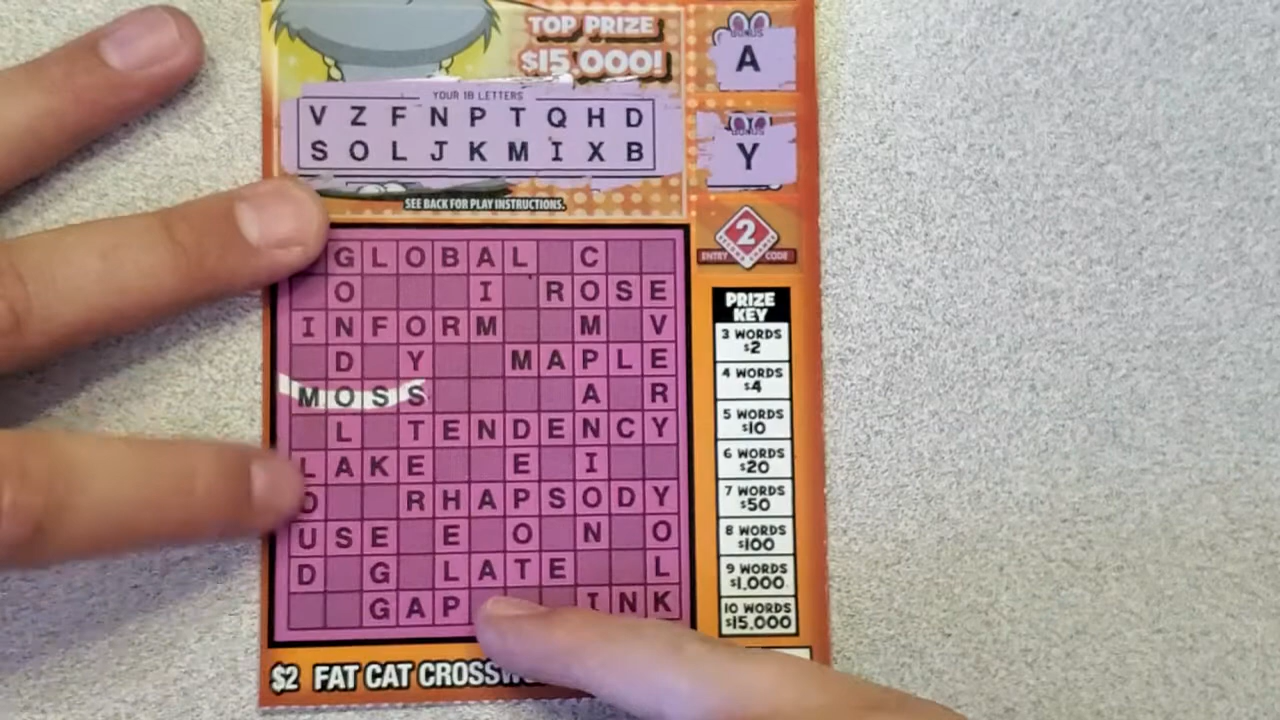 TOP PRIZE
$15,000!
YOUR 18 LETTERS
V Z F N P T Q H D
S O L J K M I X B
SEE BACK FOR PLAY INSTRUCTIONS.
BONUS
A
BONUS
Y
2
ENTRY CODE
G L O B A L C
O I R O S E
I N F O R M M V
D Y M A P L E
M O S S A R
L T E N D E N C Y
L A K E E I
O R H A P S O D Y
U S E E O N O
D G L A T E L
G A P I N K
PRIZE
KEY
3 WORDS
$2
4 WORDS
$4
5 WORDS
$10
6 WORDS
$20
7 WORDS
$50
8 WORDS
$100
9 WORDS
$1,000
10 WORDS
$15,000
$2 FAT CAT